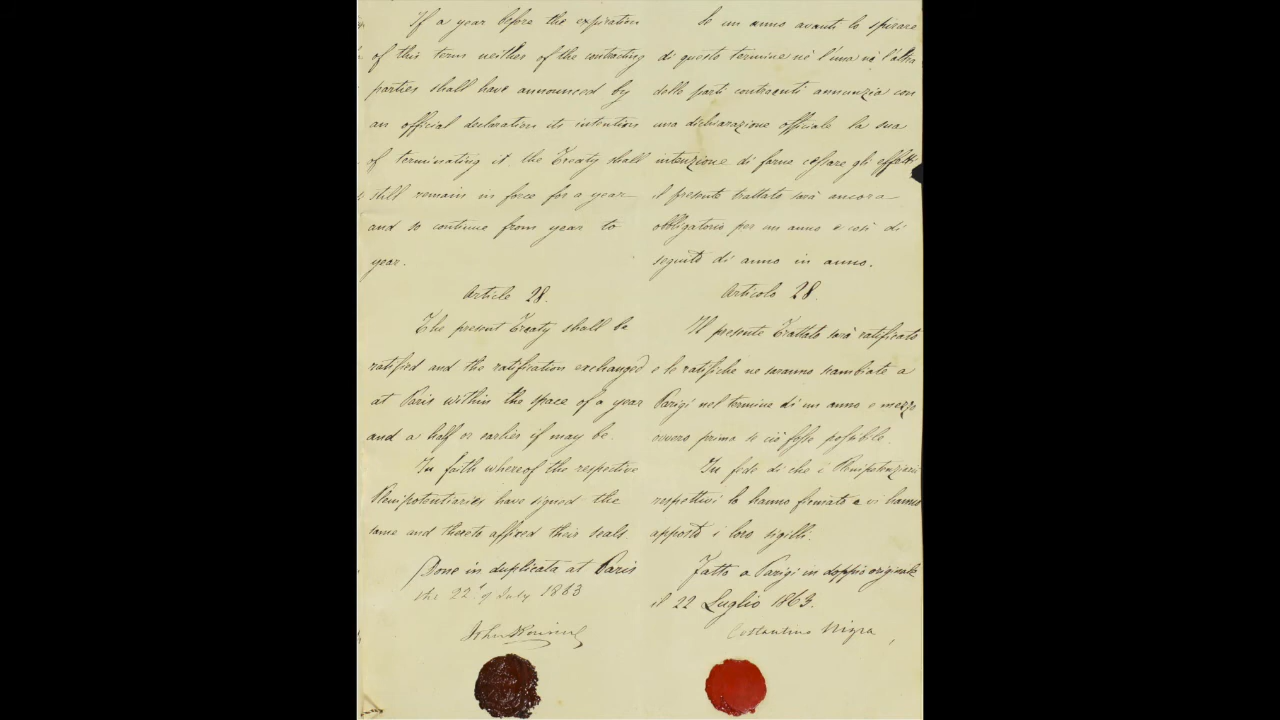 If a year before the expiration
of this term neither of the contracting
parties shall have announced by
an official declaration its intention
of terminating it the Treaty shall
still remain in force for a year
and so continue from year to
year.
Article 28.
The present Treaty shall be
ratified and the ratification exchanged
at Paris within the space of a year
and a half or earlier if may be.
In faith whereof the respective
Plenipotentiaries have signed the
same and thereto affixed their seals.
Done in duplicata at Paris
the 22d of July 1863
John
Se un anno avanti lo spirare
di questo termine nè l'una nè l'altra
delle parti contraenti annunzia con
una dichiarazione officiale la sua
intenzione di farne cessare gli effetti
il presente trattato sarà ancora
obbligatorio per un anno e così di
seguito di anno in anno.
Articolo 28.
Il presente Trattato sarà ratificato
e le ratifiche ne saranno scambiate a
Parigi nel termine di un anno e mezzo
ovvero prima se ciò fosse possibile.
In fede di che i Plenipotenziarii
respettivi lo hanno firmato e vi hanno
apposto i loro sigilli.
Fatto a Parigi in doppio originale
il 22 Luglio 1863.
Costantino Nigra